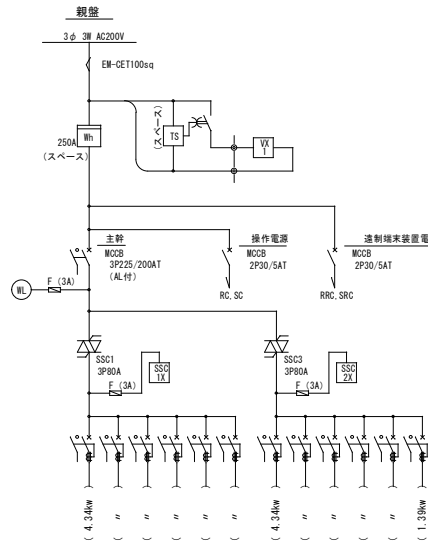 親盤
3φ 3W AC200V
EM-CET100sq
(スペース)
TS
VX
1
Wh
250A
(スペース)
主幹
MCCB
3P225/200AT
(AL付)
操作電源
MCCB
2P30/5AT
遠制端末装置電
MCCB
2P30/5AT
RC, SC
RRC, SRC
WL
F (3A)
SSC1
3P80A
SSC3
3P80A
F (3A)
SSC
1X
F (3A)
SSC
2X
( 4.34kw
( 〃
( 〃
( 〃
( 〃
( 〃
( 4.34kw
( 〃
( 〃
( 〃
( 〃
( 1.39kw